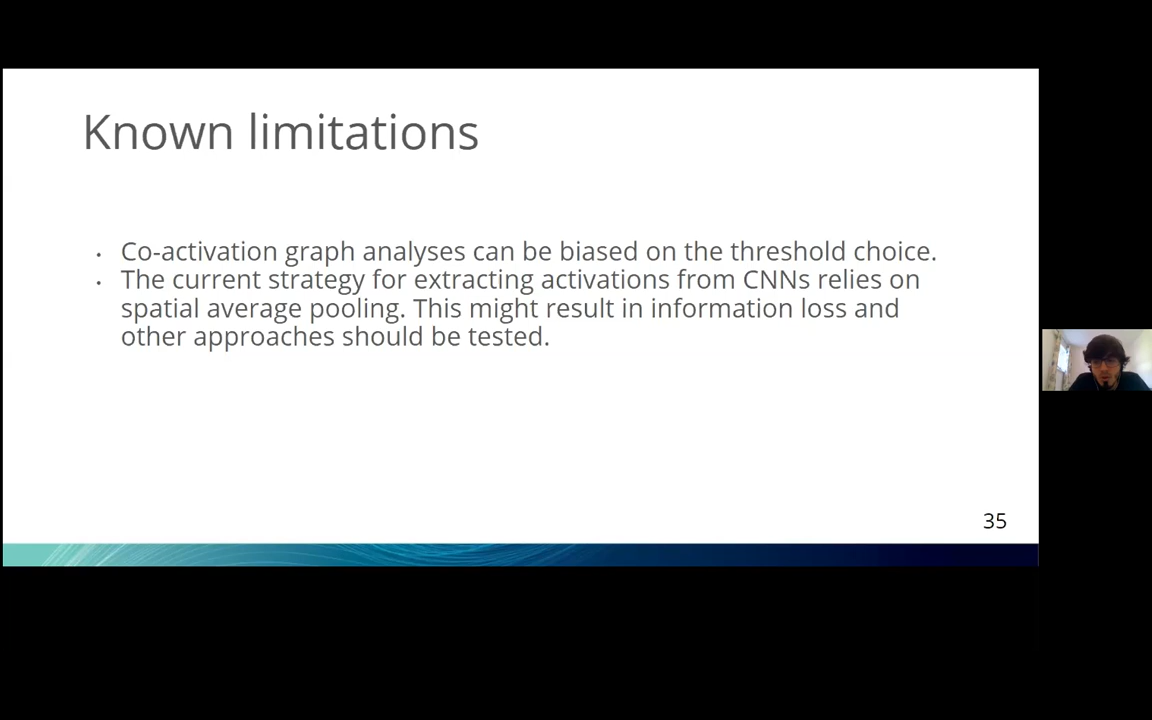 Known limitations
· Co-activation graph analyses can be biased on the threshold choice.
· The current strategy for extracting activations from CNNs relies on
spatial average pooling. This might result in information loss and
other approaches should be tested.
35